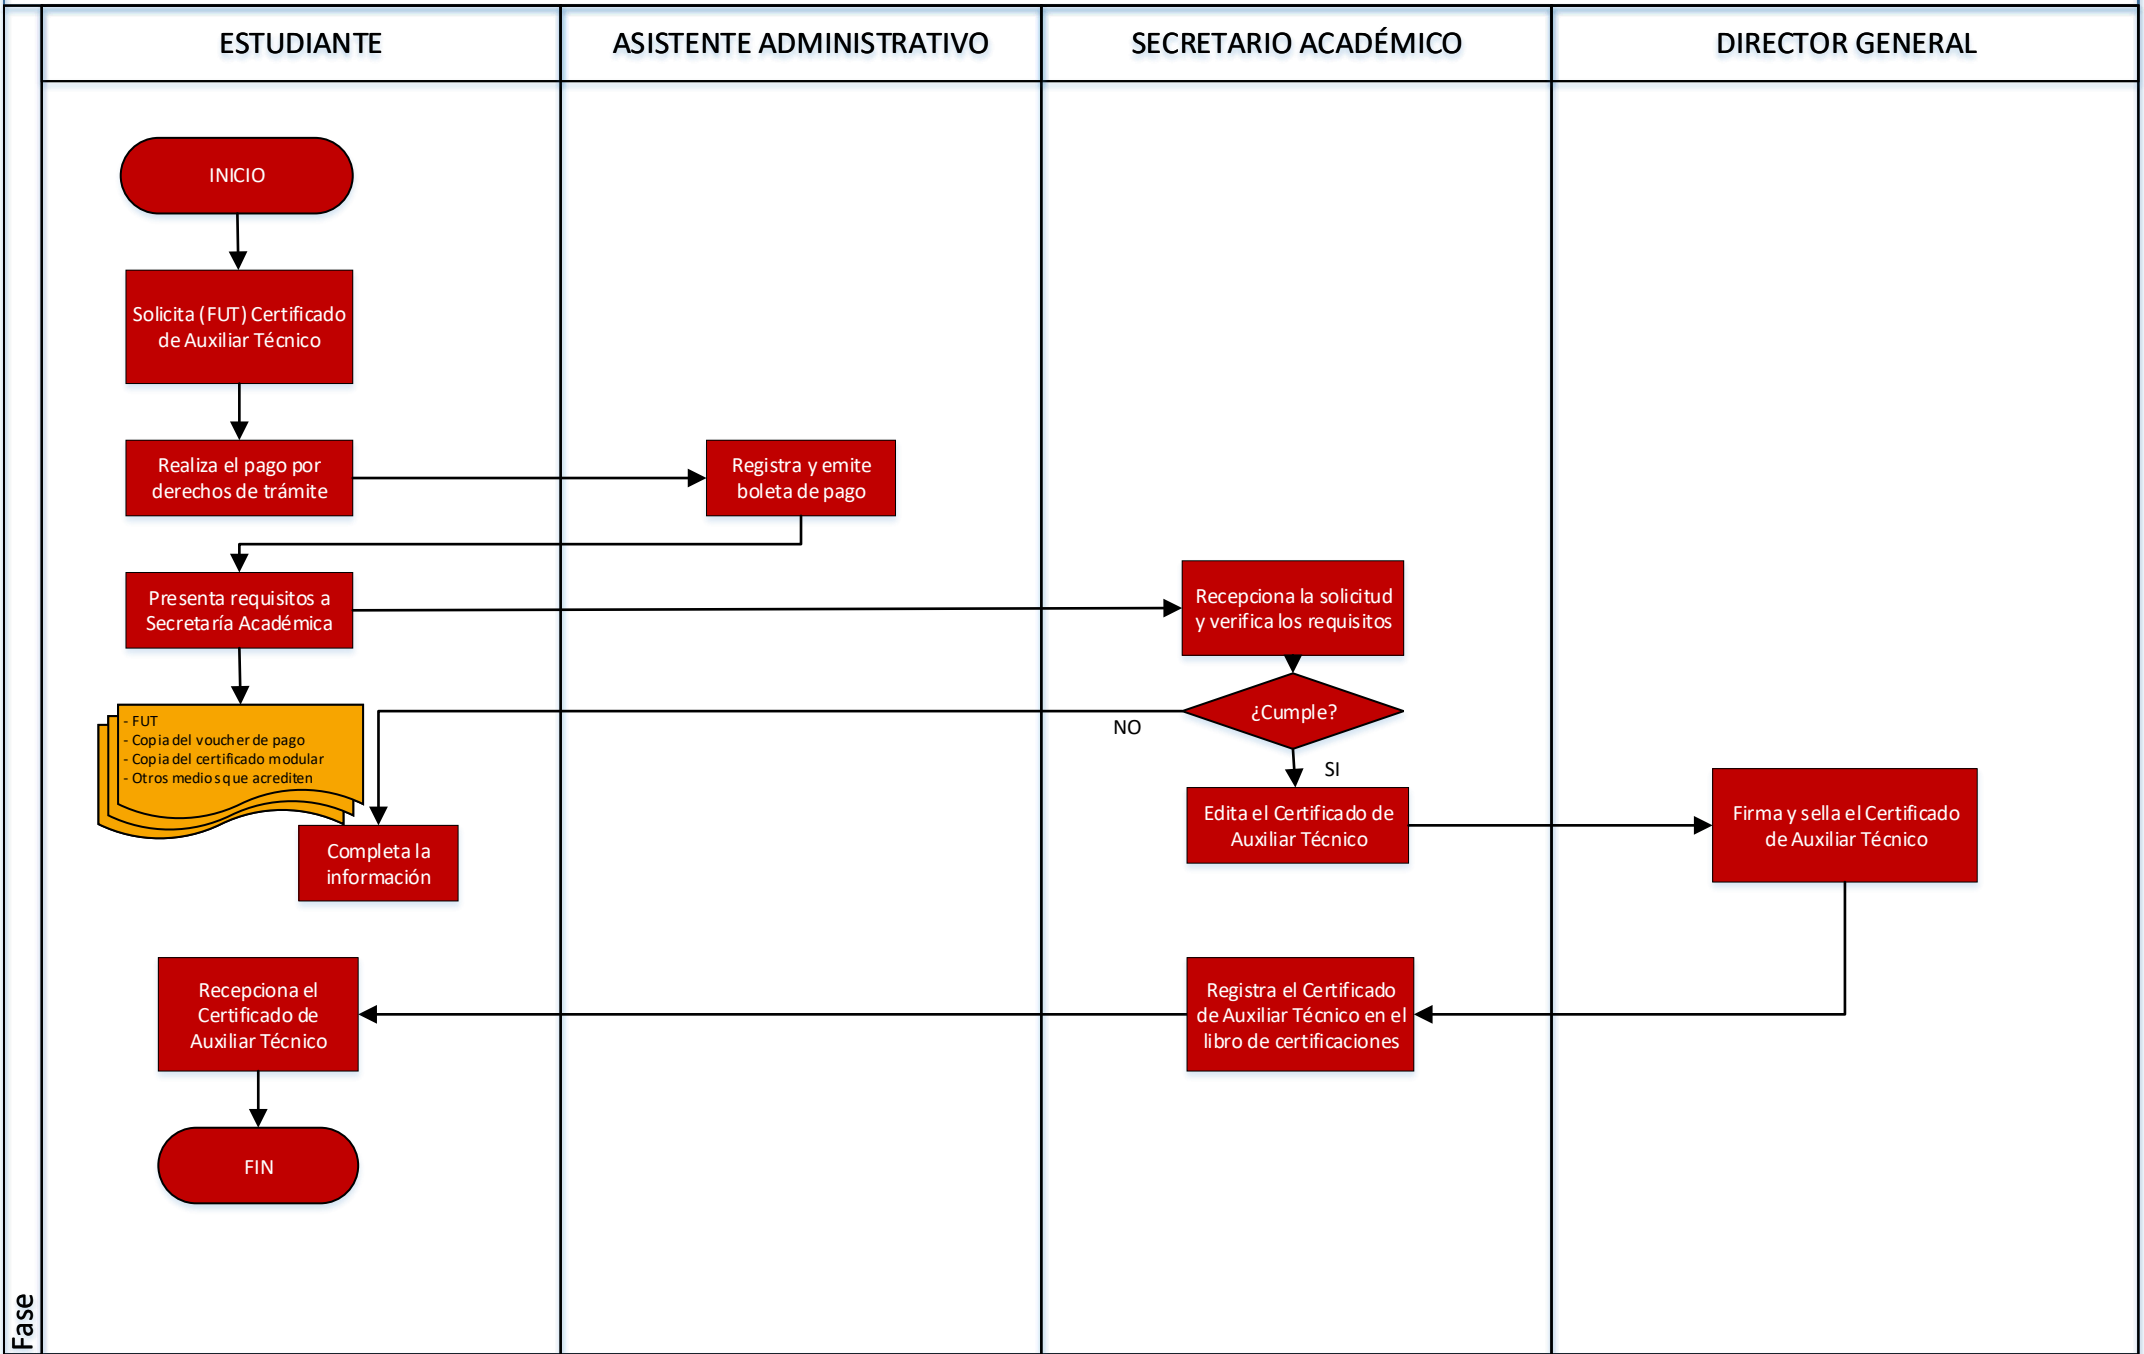 ESTUDIANTE
ASISTENTE ADMINISTRATIVO
SECRETARIO ACADÉMICO
DIRECTOR GENERAL
INICIO
Solicita (FUT) Certificado
de Auxiliar Técnico
Realiza el pago por
derechos de trámite
Registra y emite
boleta de pago
Presenta requisitos a
Secretaría Académica
Recepciona la solicitud
y verifica los requisitos
- FUT
- Copia del voucher de pago
- Copia del certificado modular
- Otros medios que acrediten
¿Cumple?
NO
SI
Completa la
información
Edita el Certificado de
Auxiliar Técnico
Firma y sella el Certificado
de Auxiliar Técnico
Recepciona el
Certificado de
Auxiliar Técnico
Registra el Certificado
de Auxiliar Técnico en el
libro de certificaciones
FIN
Fase